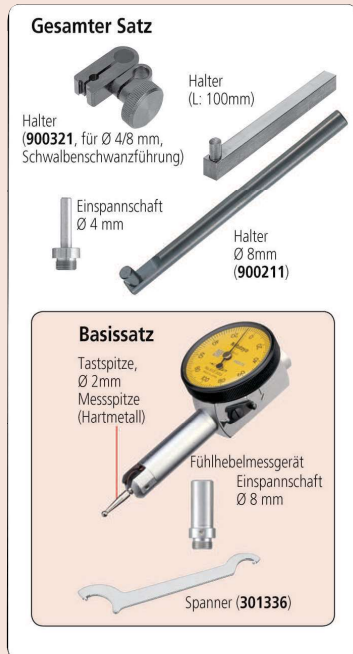 Gesamter Satz
Halter
(L: 100mm)
Halter
(900321, für Ø 4/8 mm,
Schwalbenschwanzführung)
Einspannschaft
Ø 4 mm
Halter
Ø 8mm
(900211)
Basissatz
Tastspitze,
Ø 2mm
Messspitze
(Hartmetall)
Fühlhebelmessgerät
Einspannschaft
Ø 8 mm
Spanner (301336)